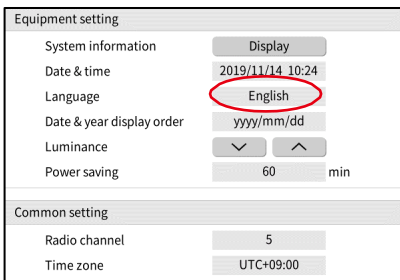 Equipment setting
System information Display
Date & time 2019/11/14 10:24
Language English
Date & year display order yyyy/mm/dd
Luminance
Power saving 60 min
Common setting
Radio channel 5
Time zone UTC+09:00